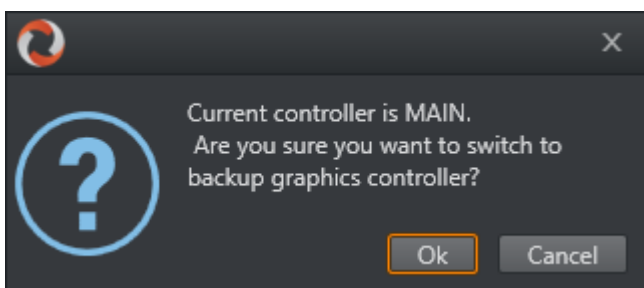 Current controller is MAIN.
Are you sure you want to switch to
backup graphics controller?
Ok
Cancel